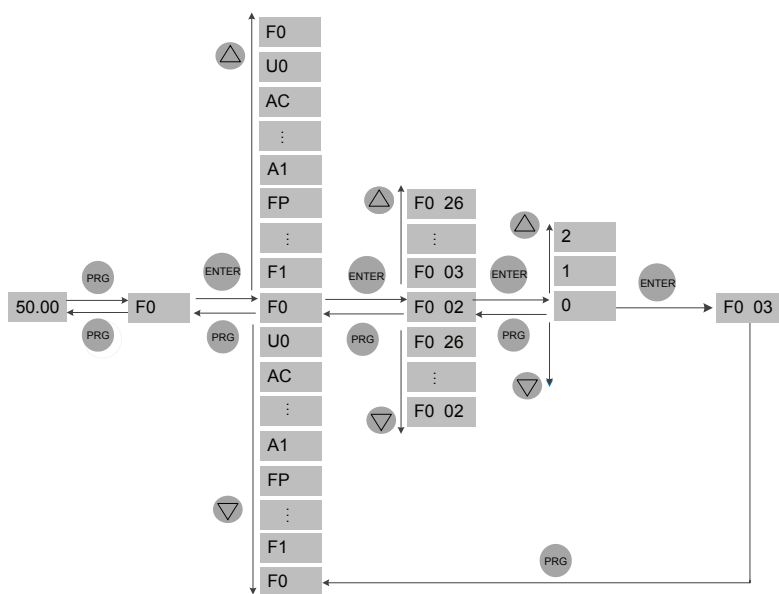 F0
U0
AC
⋮
A1
FP
⋮
F1
F0
U0
AC
⋮
A1
FP
⋮
F1
F0
50.00
PRG
PRG
F0
ENTER
PRG
ENTER
PRG
F0 26
⋮
F0 03
F0 02
F0 26
⋮
F0 02
ENTER
PRG
2
1
0
ENTER
F0 03
PRG